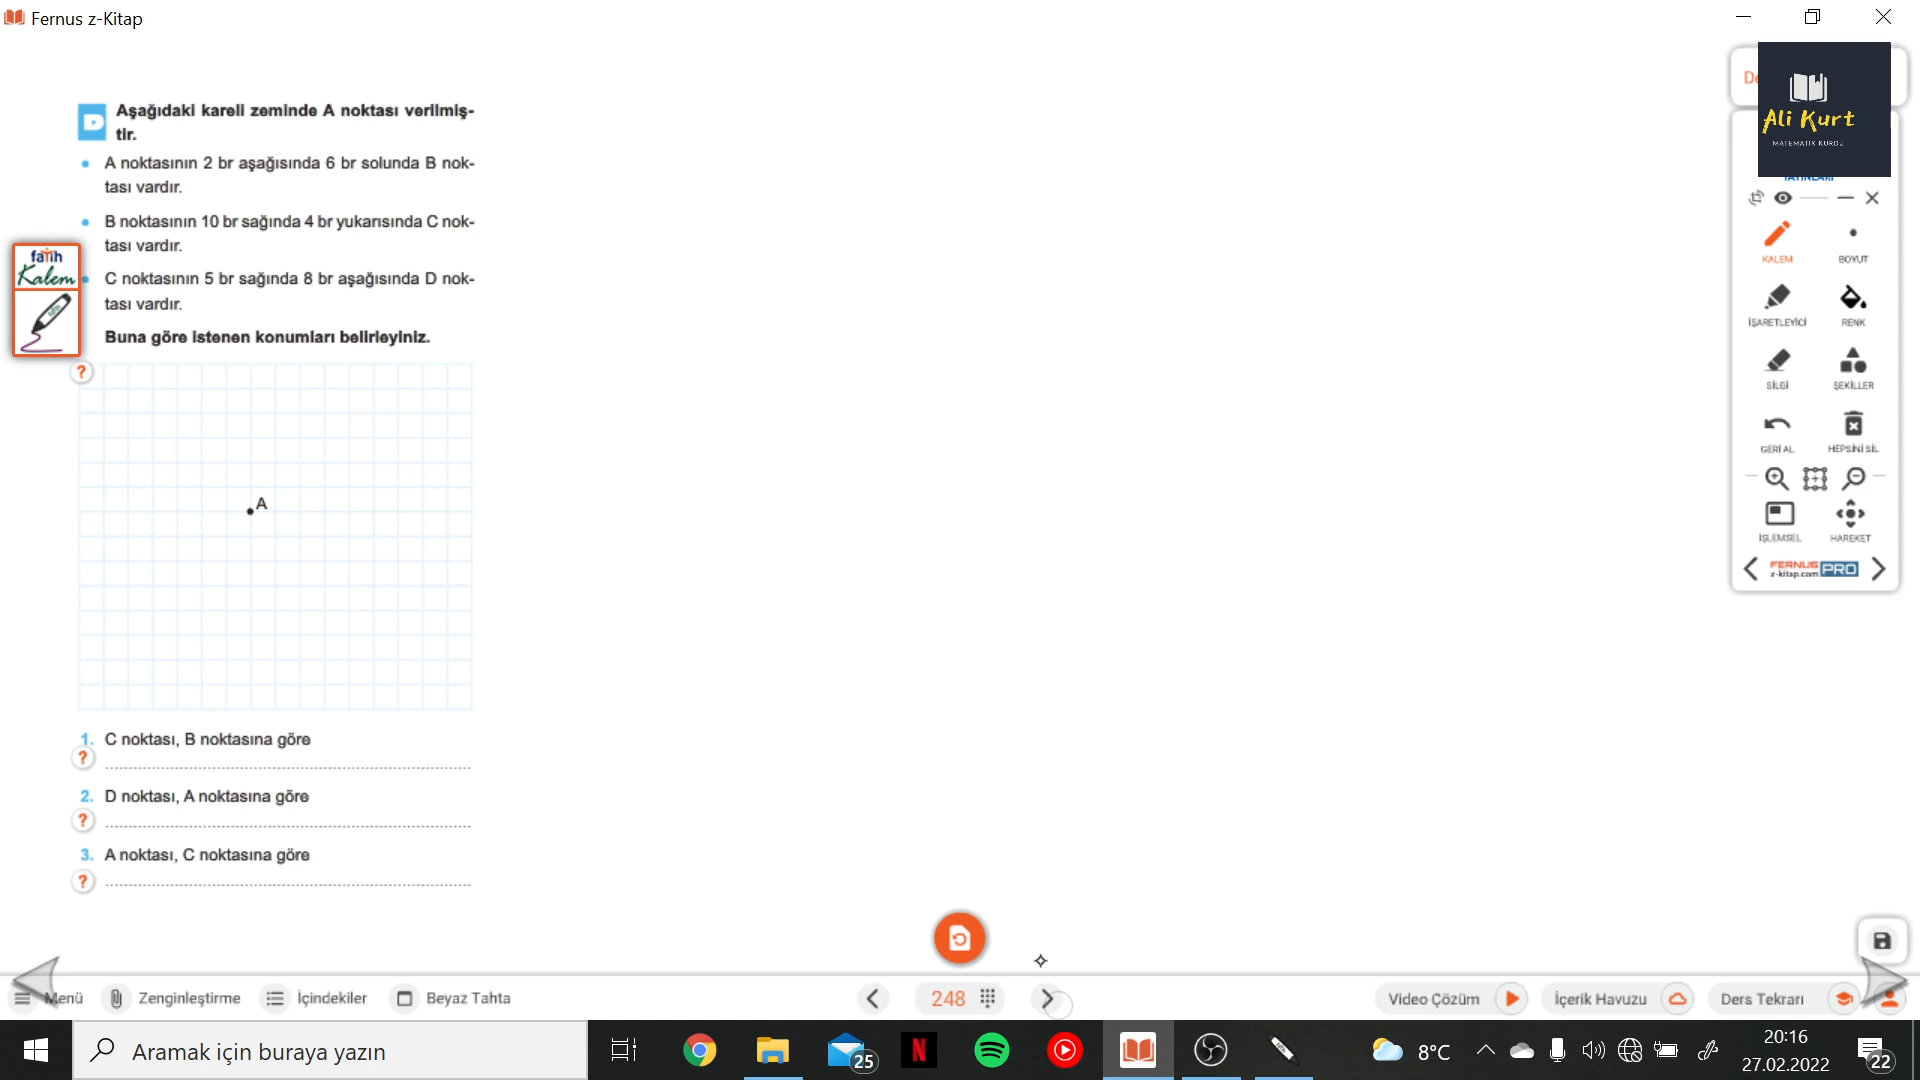 Fernus z-Kitap
Ali Kurt
MATEMATİK KURDU
D Aşağıdaki kareli zeminde A noktası verilmiş-
tir.
• A noktasının 2 br aşağısında 6 br solunda B nok-
tası vardır.
• B noktasının 10 br sağında 4 br yukarısında C nok-
tası vardır.
• C noktasının 5 br sağında 8 br aşağısında D nok-
tası vardır.
Buna göre istenen konumları belirleyiniz.
fatih
Kalem
?
A
1. C noktası, B noktasına göre
?
2. D noktası, A noktasına göre
?
3. A noktası, C noktasına göre
?
KALEM BOYUT
İŞARETLEYİCİ RENK
SİLGİ ŞEKİLLER
GERİ AL HEPSİNİ SİL
İŞLEMSEL HAREKET
FERNUS PRO
z-kitap.com
Menü Zenginleştirme İçindekiler Beyaz Tahta 248 Video Çözüm İçerik Havuzu Ders Tekrarı
Aramak için buraya yazın 25 8°C 20:16
27.02.2022 22